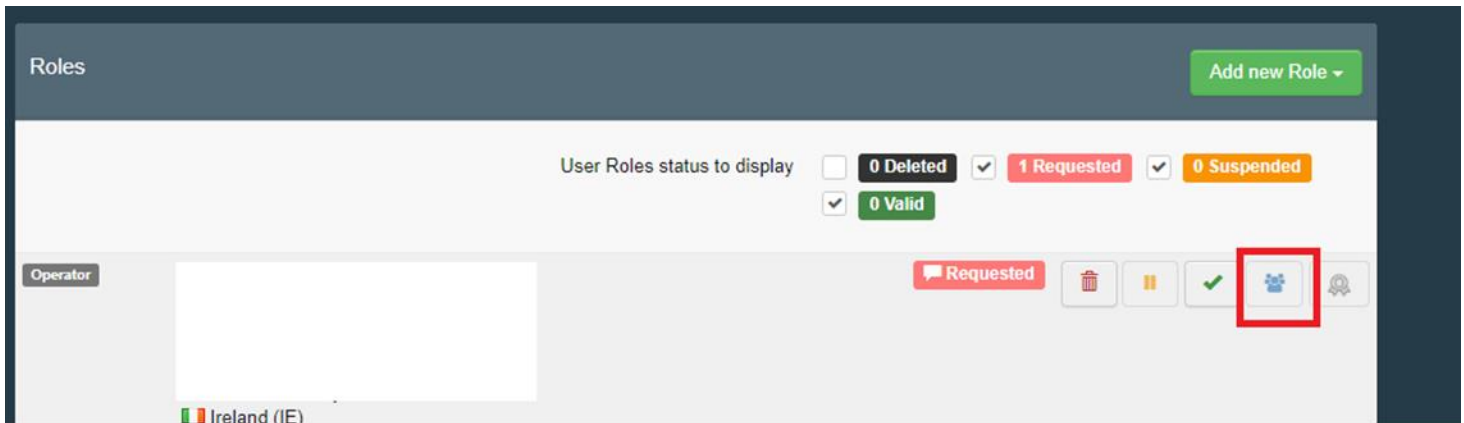 Roles
Add new Role
User Roles status to display
0 Deleted
1 Requested
0 Suspended
0 Valid
Operator
Requested
Ireland (IE)